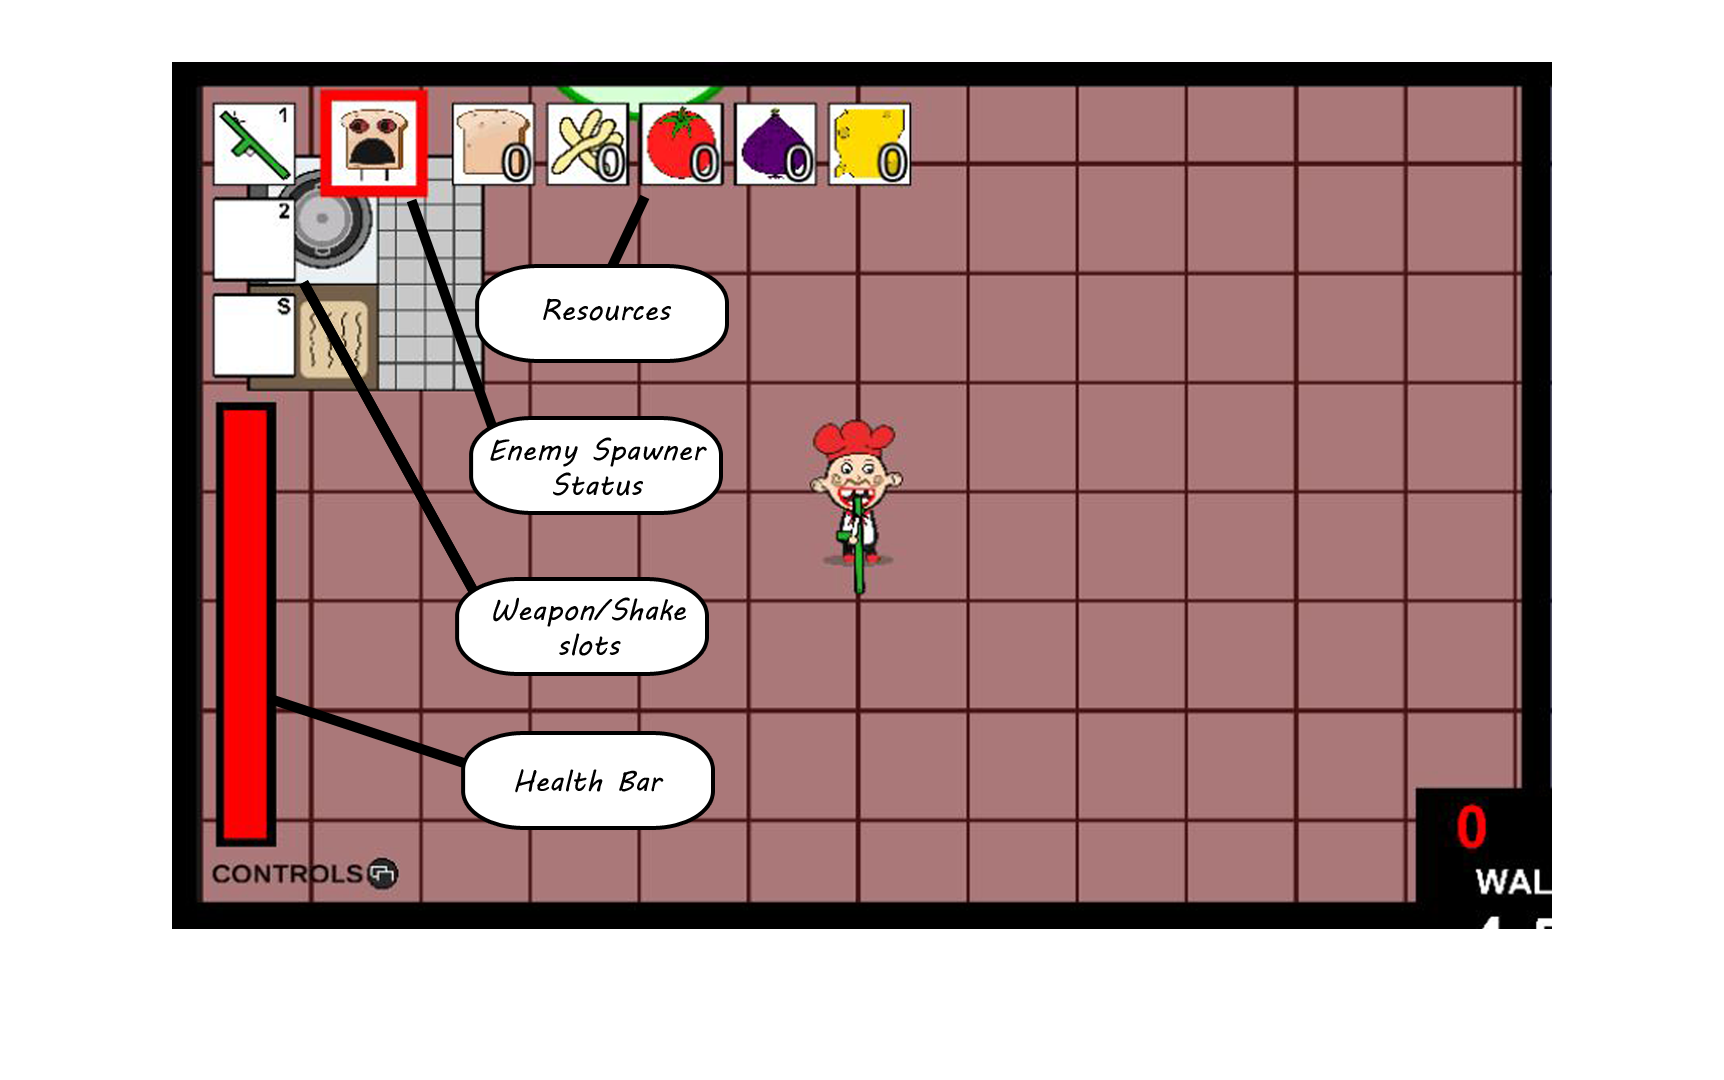 1
2
S
0 0 0 0 0
Resources
Enemy Spawner
Status
Weapon/Shake
slots
Health Bar
CONTROLS
0
WAL